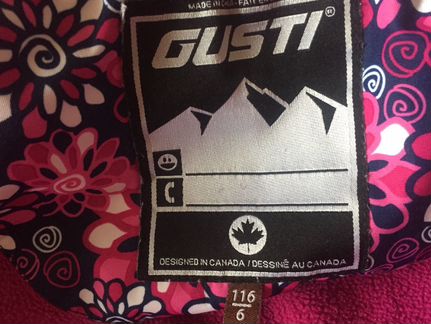 MADE IN
GUSTI®
DESIGNED IN CANADA / DESSINÉ AU CANADA
116
6